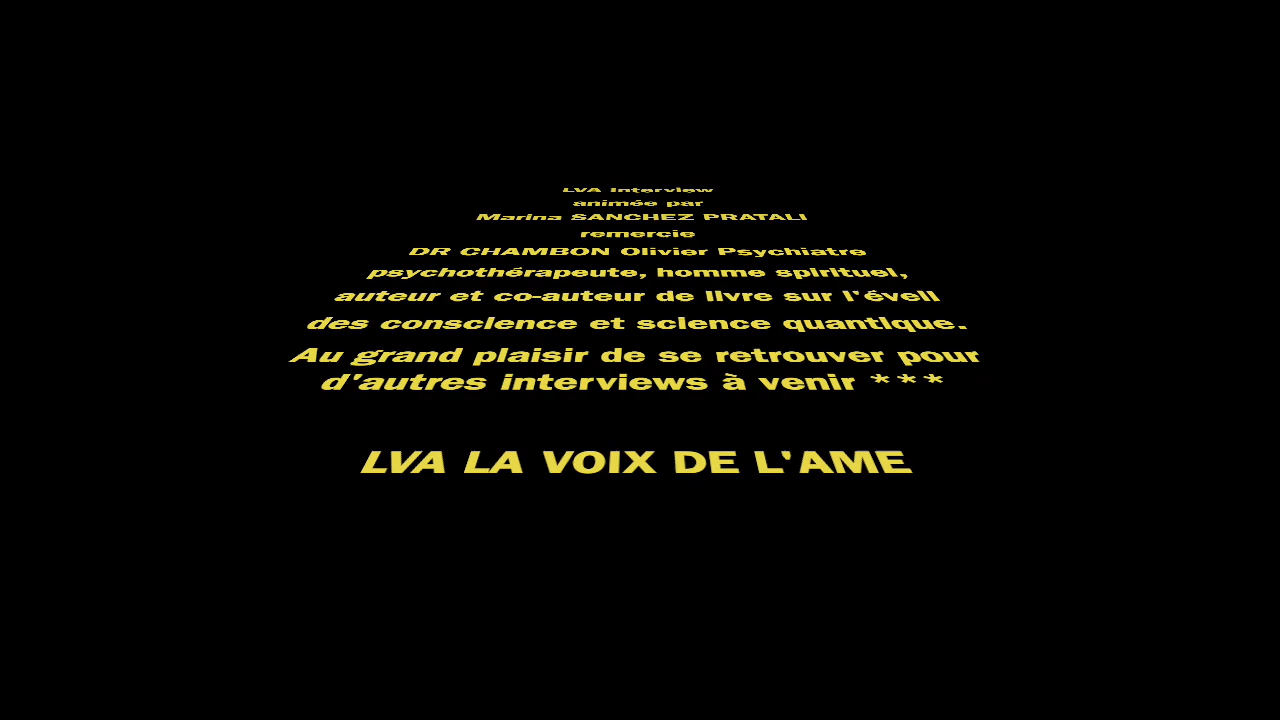 LVA Interview
animée par
Marina SANCHEZ PRATALI
remercie
DR CHAMBON Olivier Psychiatre
psychothérapeute, homme spirituel,
auteur et co-auteur de livre sur l'éveil
des conscience et science quantique.
Au grand plaisir de se retrouver pour
d'autres interviews à venir ***
LVA LA VOIX DE L'AME